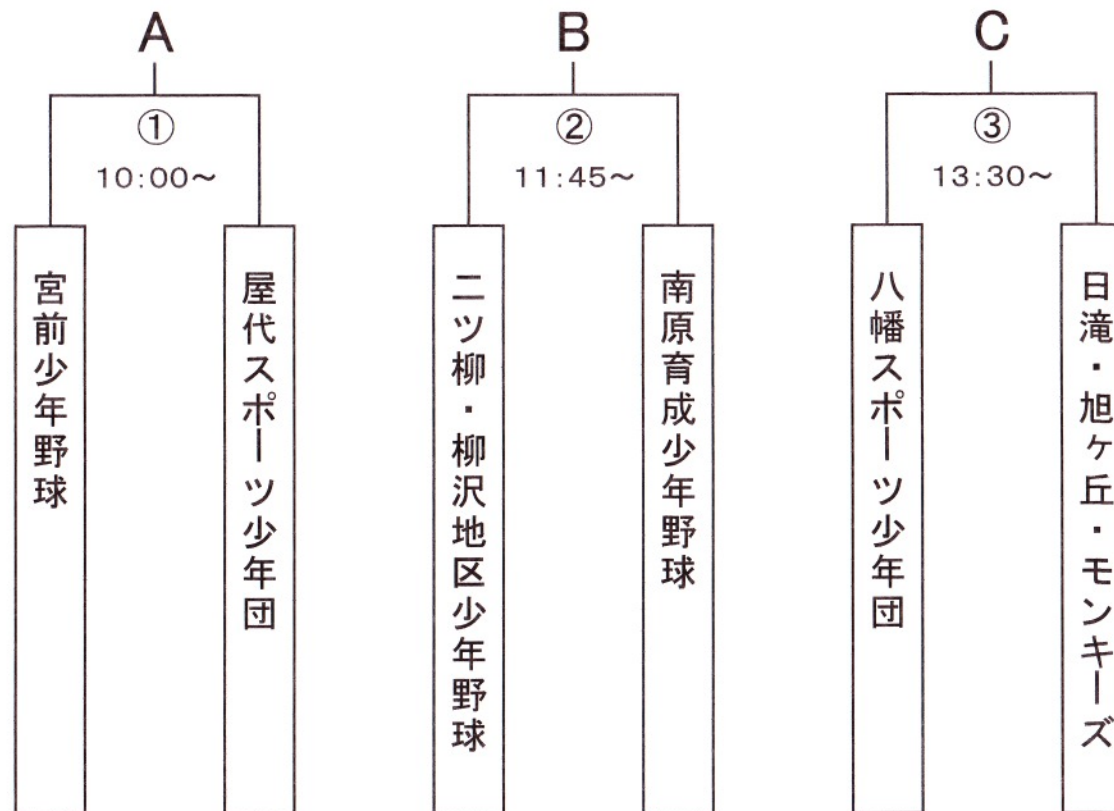 A
①
10:00～
宮前少年野球
屋代スポーツ少年団
B
②
11:45～
二ツ柳・柳沢地区少年野球
南原育成少年野球
C
③
13:30～
八幡スポーツ少年団
日滝・旭ヶ丘・モンキーズ